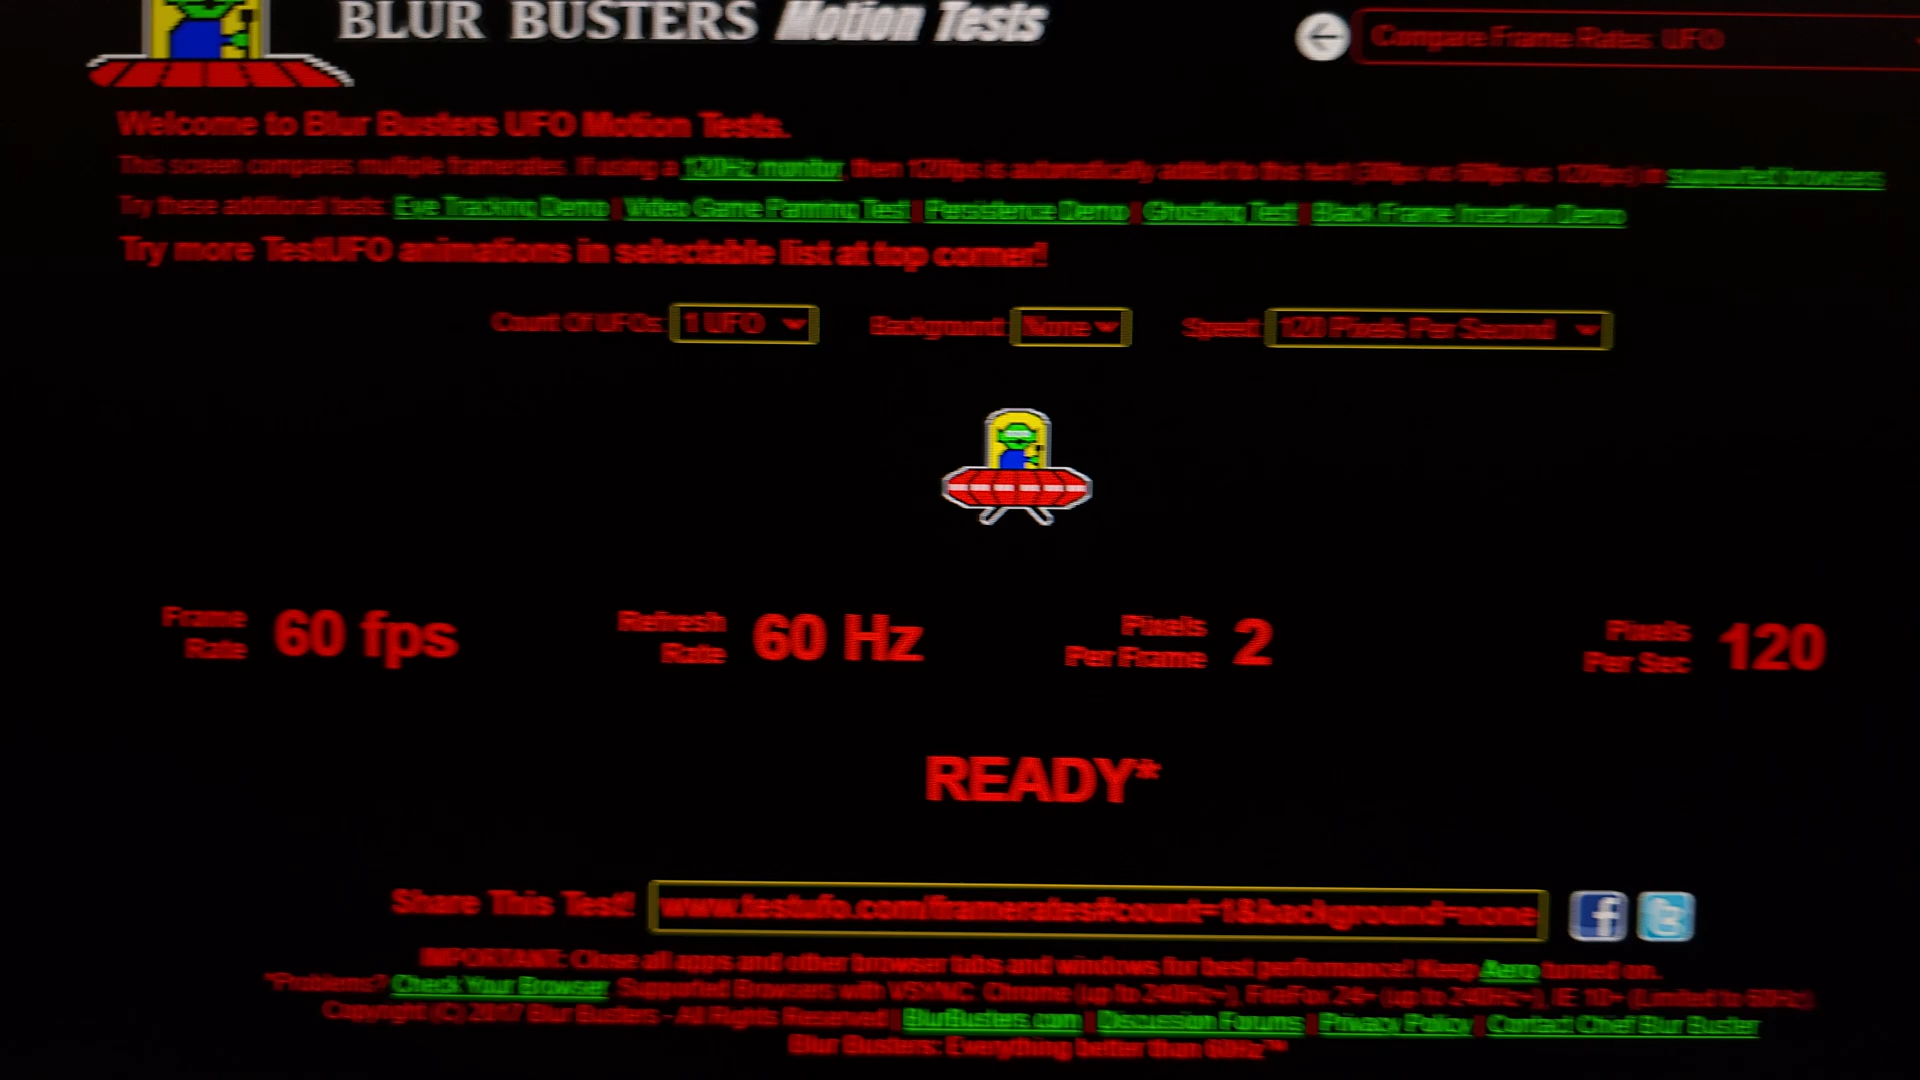 BLUR BUSTERS Motion Tests
Compare Frame Rates: UFO
Welcome to Blur Busters UFO Motion Tests.
This screen compares multiple framerates. If using a 120Hz monitor, then 120fps is automatically added to this test (30fps vs 60fps vs 120fps) in supported browsers
Try these additional tests: Eye Tracking Demo | Video Game Panning Test | Persistence Demo | Ghosting Test | Black Frame Insertion Demo
Try more TestUFO animations in selectable list at top corner!
Count Of UFOs: 1 UFO Background: None Speed: 120 Pixels Per Second
Frame Rate 60 fps
Refresh Rate 60 Hz
Pixels Per Frame 2
Pixels Per Sec 120
READY*
Share This Test! www.testufo.com/framerates#count=1&background=none
IMPORTANT: Close all apps and other browser tabs and windows for best performance! Keep Aero turned on.
*Problems? Check Your Browser. Supported Browsers with VSYNC: Chrome (up to 240Hz~), FireFox 24+ (up to 240Hz~), IE 10+ (Limited to 60Hz)
Copyright (C) 2017 Blur Busters - All Rights Reserved | BlurBusters.com | Discussion Forums | Privacy Policy | Contact Chief Blur Buster
Blur Busters: Everything better than 60Hz™